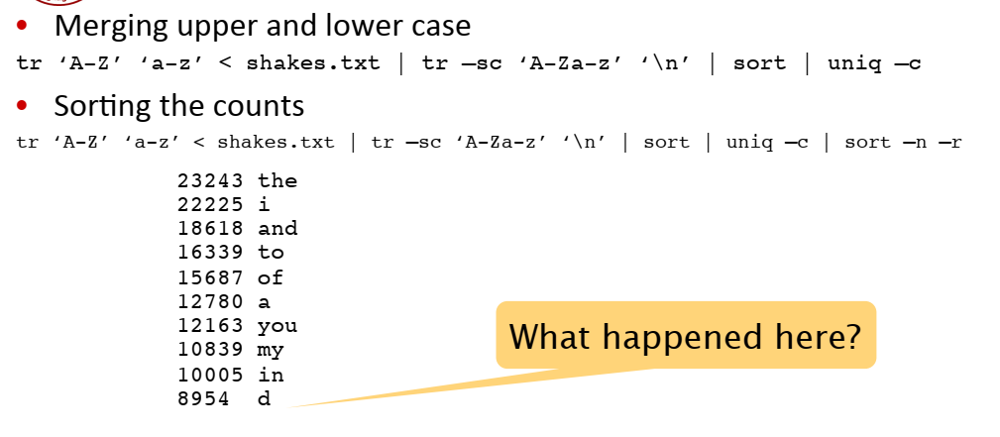 • Merging upper and lower case
tr ‘A-Z’ ‘a-z’ < shakes.txt | tr –sc ‘A-Za-z’ ‘\n’ | sort | uniq –c
• Sorting the counts
tr ‘A-Z’ ‘a-z’ < shakes.txt | tr –sc ‘A-Za-z’ ‘\n’ | sort | uniq –c | sort –n –r
23243 the
22225 i
18618 and
16339 to
15687 of
12780 a
12163 you
10839 my
10005 in
8954 d
What happened here?